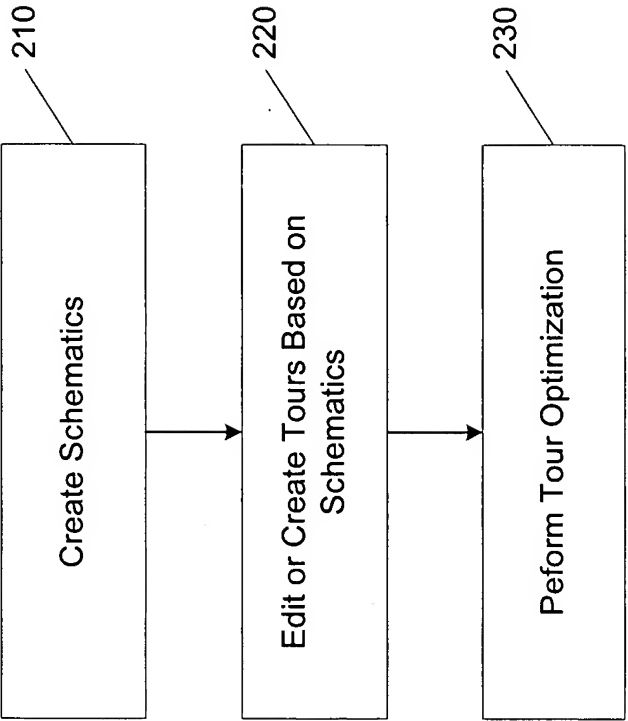 Create Schematics
210
Edit or Create Tours Based on
Schematics
220
Peform Tour Optimization
230